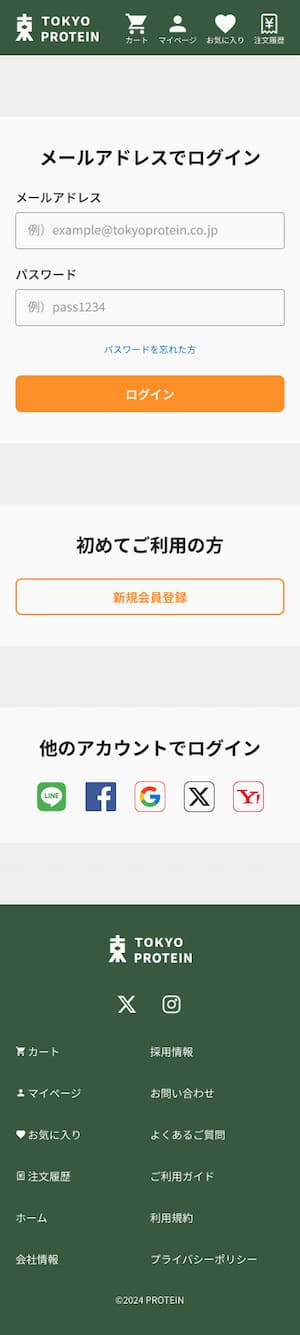 TOKYO
PROTEIN
カート
マイページ
お気に入り
注文履歴
メールアドレスでログイン
メールアドレス
例）example@tokyoprotein.co.jp
パスワード
例）pass1234
パスワードを忘れた方
ログイン
初めてご利用の方
新規会員登録
他のアカウントでログイン
LINE
TOKYO
PROTEIN
カート
採用情報
マイページ
お問い合わせ
お気に入り
よくあるご質問
注文履歴
ご利用ガイド
ホーム
利用規約
会社情報
プライバシーポリシー
©2024 PROTEIN